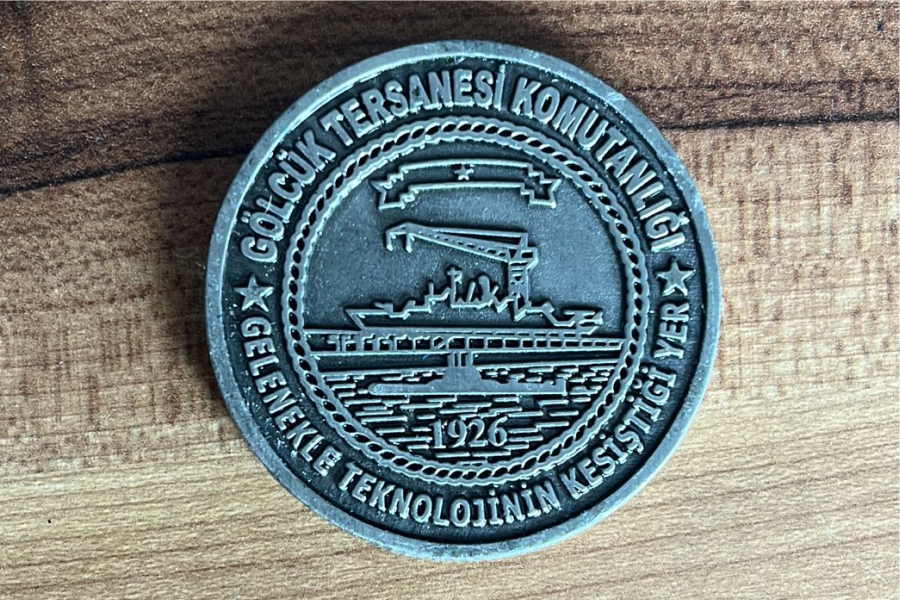 GÖLCÜK TERSANESİ KOMUTANLIĞI
1926
GELENEKLE TEKNOLOJİNİN KESİŞTİĞİ YER